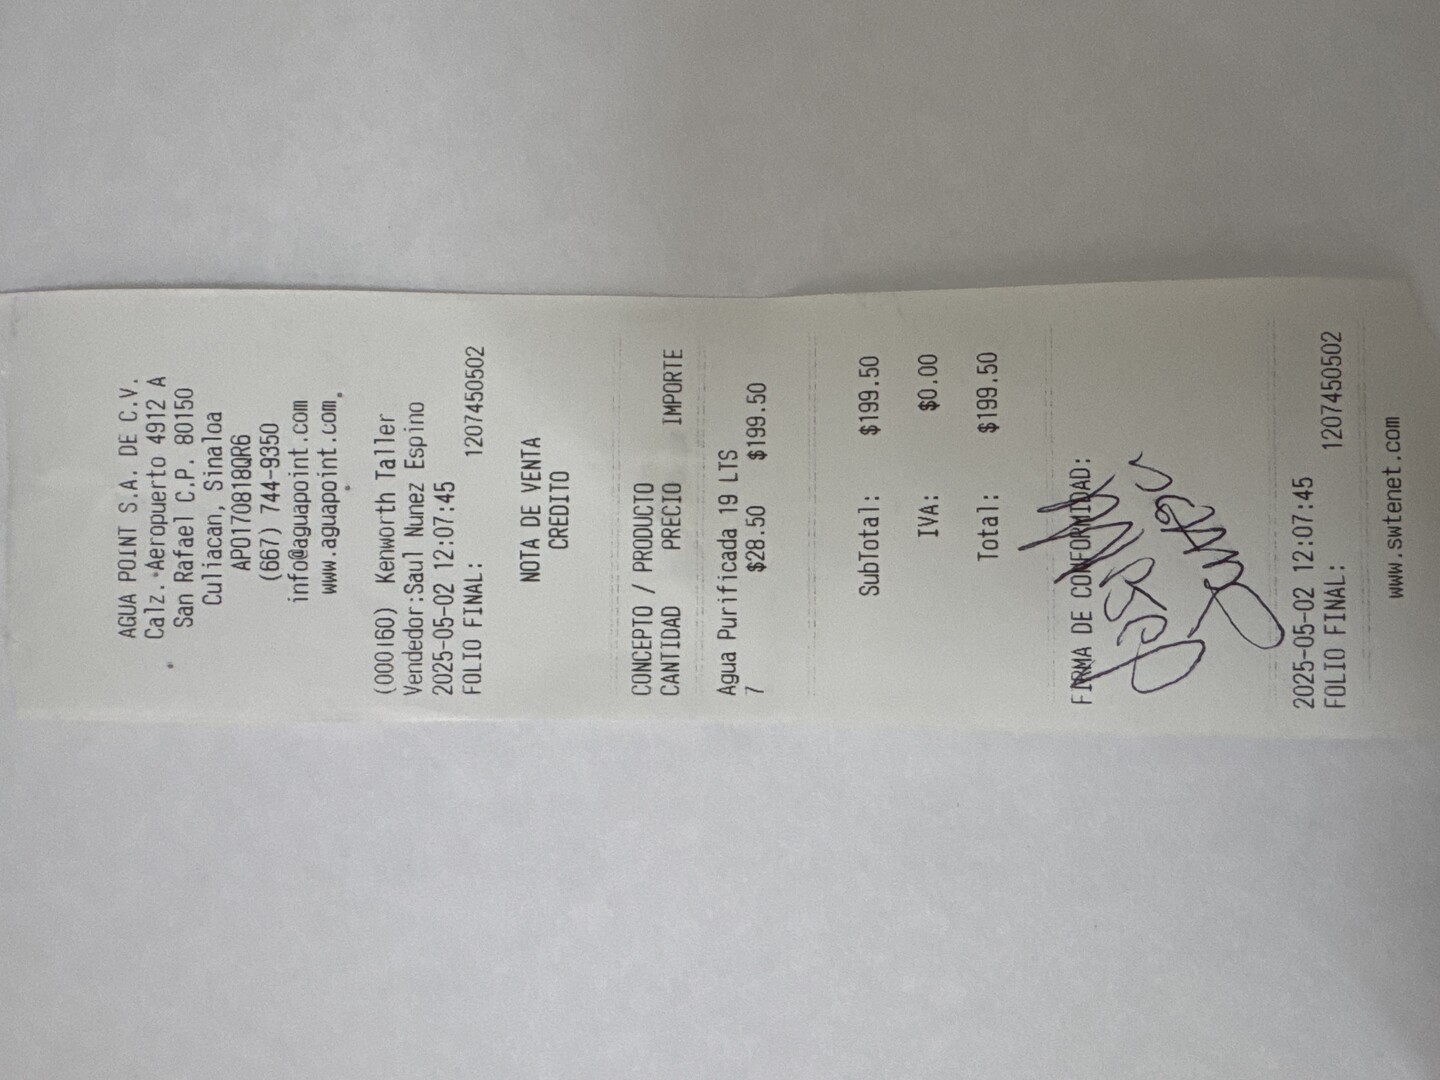 AGUA POINT S.A. DE C.V.
Calz. Aeropuerto 4912 A
San Rafael C.P. 80150
Culiacan, Sinaloa
APO170818QR6
(667) 744-9350
info@aguapoint.com
www.aguapoint.com
(000160) Kenworth Taller
Vendedor:Saul Nunez Espino
2025-05-02 12:07:45
FOLIO FINAL: 1207450502
NOTA DE VENTA
CREDITO
CONCEPTO / PRODUCTO
CANTIDAD PRECIO IMPORTE
Agua Purificada 19 LTS
7 $28.50 $199.50
SubTotal: $199.50
IVA: $0.00
Total: $199.50
FIRMA DE CONFORMIDAD:
José
2025-05-02 12:07:45
FOLIO FINAL: 1207450502
www.swtenet.com